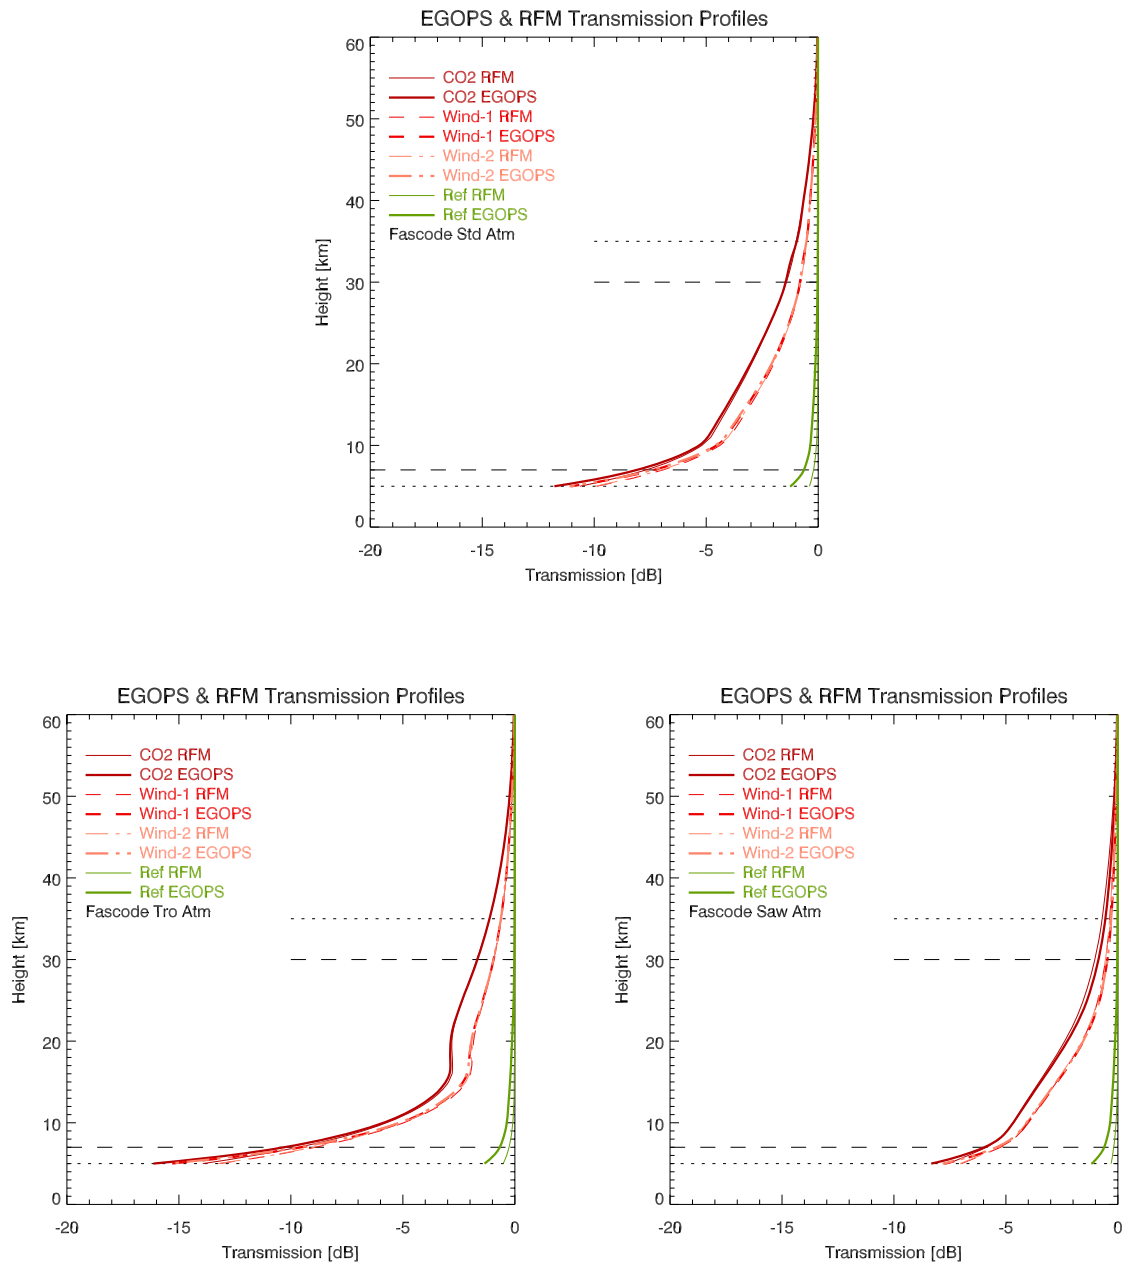 EGOPS & RFM Transmission Profiles
60
50
40
30
20
10
0
Height [km]
CO2 RFM
CO2 EGOPS
Wind-1 RFM
Wind-1 EGOPS
Wind-2 RFM
Wind-2 EGOPS
Ref RFM
Ref EGOPS
Fascode Std Atm
-20 -15 -10 -5 0
Transmission [dB]
EGOPS & RFM Transmission Profiles
60
50
40
30
20
10
0
Height [km]
CO2 RFM
CO2 EGOPS
Wind-1 RFM
Wind-1 EGOPS
Wind-2 RFM
Wind-2 EGOPS
Ref RFM
Ref EGOPS
Fascode Tro Atm
-20 -15 -10 -5 0
Transmission [dB]
EGOPS & RFM Transmission Profiles
60
50
40
30
20
10
0
Height [km]
CO2 RFM
CO2 EGOPS
Wind-1 RFM
Wind-1 EGOPS
Wind-2 RFM
Wind-2 EGOPS
Ref RFM
Ref EGOPS
Fascode Saw Atm
-20 -15 -10 -5 0
Transmission [dB]